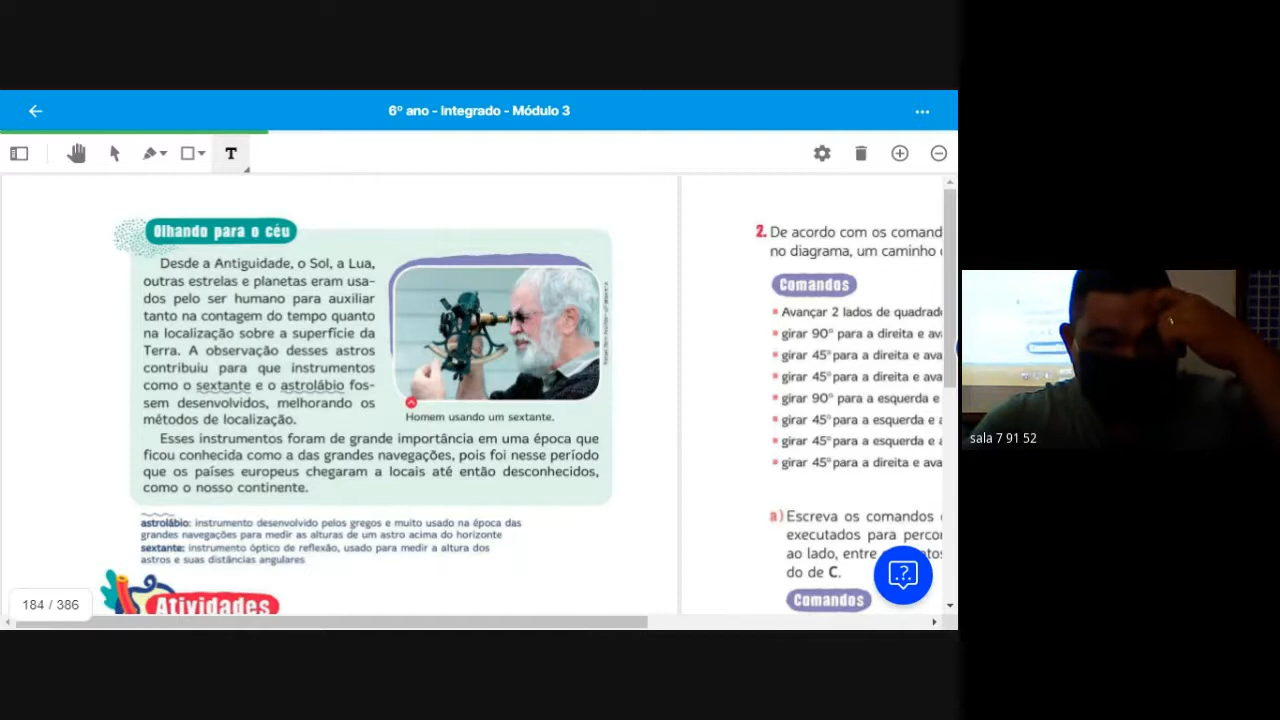 6º ano - Integrado - Módulo 3
T
Olhando para o céu
Desde a Antiguidade, o Sol, a Lua,
outras estrelas e planetas eram usa-
dos pelo ser humano para auxiliar
tanto na contagem do tempo quanto
na localização sobre a superfície da
Terra. A observação desses astros
contribuiu para que instrumentos
como o sextante e o astrolábio fos-
sem desenvolvidos, melhorando os
métodos de localização.
Homem usando um sextante.
Esses instrumentos foram de grande importância em uma época que
ficou conhecida como a das grandes navegações, pois foi nesse período
que os países europeus chegaram a locais até então desconhecidos,
como o nosso continente.
astrolábio: instrumento desenvolvido pelos gregos e muito usado na época das
grandes navegações para medir as alturas de um astro acima do horizonte
sextante: instrumento óptico de reflexão, usado para medir a altura dos
astros e suas distâncias angulares
Atividades
184 / 386
2. De acordo com os comand
no diagrama, um caminho
Comandos
Avançar 2 lados de quadrad
girar 90° para a direita e av
girar 45° para a direita e ava
girar 45° para a direita e ava
girar 90° para a esquerda e
girar 45° para a esquerda e a
girar 45° para a esquerda e a
girar 45° para a direita e ava
a) Escreva os comandos
executados para percor
ao lado, entre
do de C.
Comandos
sala 7 91 52